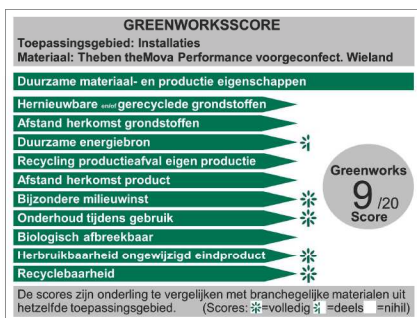 GREENWORKSSCORE
Toepassingsgebied: Installaties
Materiaal: Theben theMova Performance voorgeconfect. Wieland
Duurzame materiaal- en productie eigenschappen
Hernieuwbare en/of gerecyclede grondstoffen
Afstand herkomst grondstoffen
Duurzame energiebron
Recycling productieafval eigen productie
Afstand herkomst product
Bijzondere milieuwinst
Onderhoud tijdens gebruik
Biologisch afbreekbaar
Herbruikbaarheid ongewijzigd eindproduct
Recyclebaarheid
Greenworks
9/20
Score
De scores zijn onderling te vergelijken met branchegelijke materialen uit
hetzelfde toepassingsgebied. (Scores: =volledig =deels =nihil)